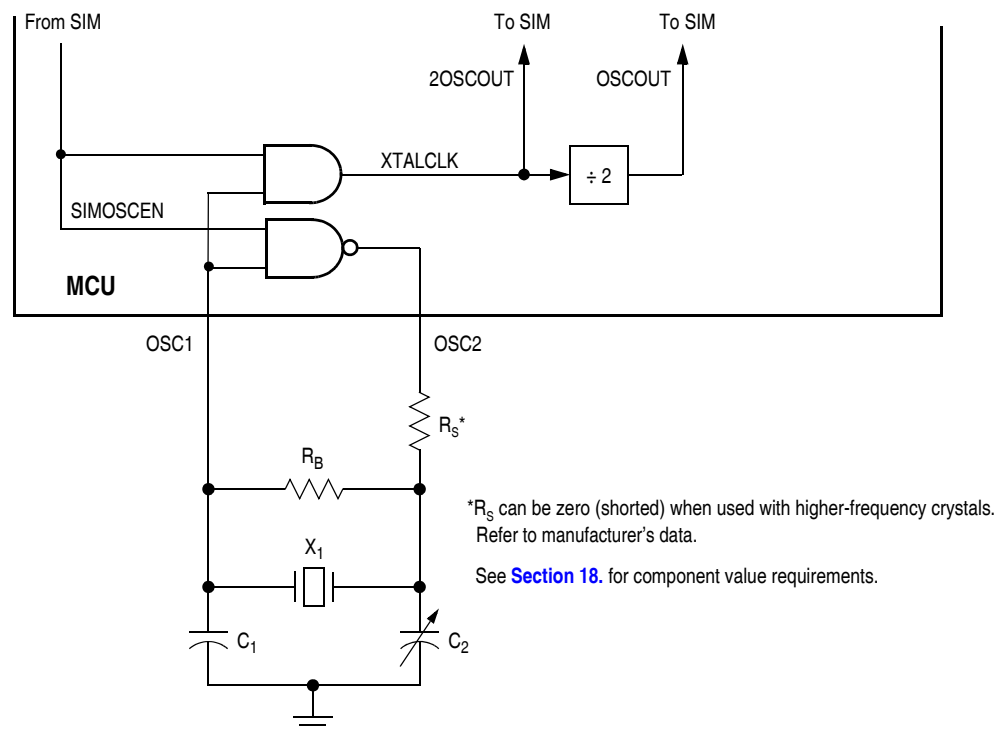 From SIM
To SIM
To SIM
2OSCOUT
OSCOUT
XTALCLK
÷ 2
SIMOSCEN
MCU
OSC1
OSC2
RS*
RB
*RS can be zero (shorted) when used with higher-frequency crystals.
Refer to manufacturer's data.
X1
See Section 18. for component value requirements.
C1
C2